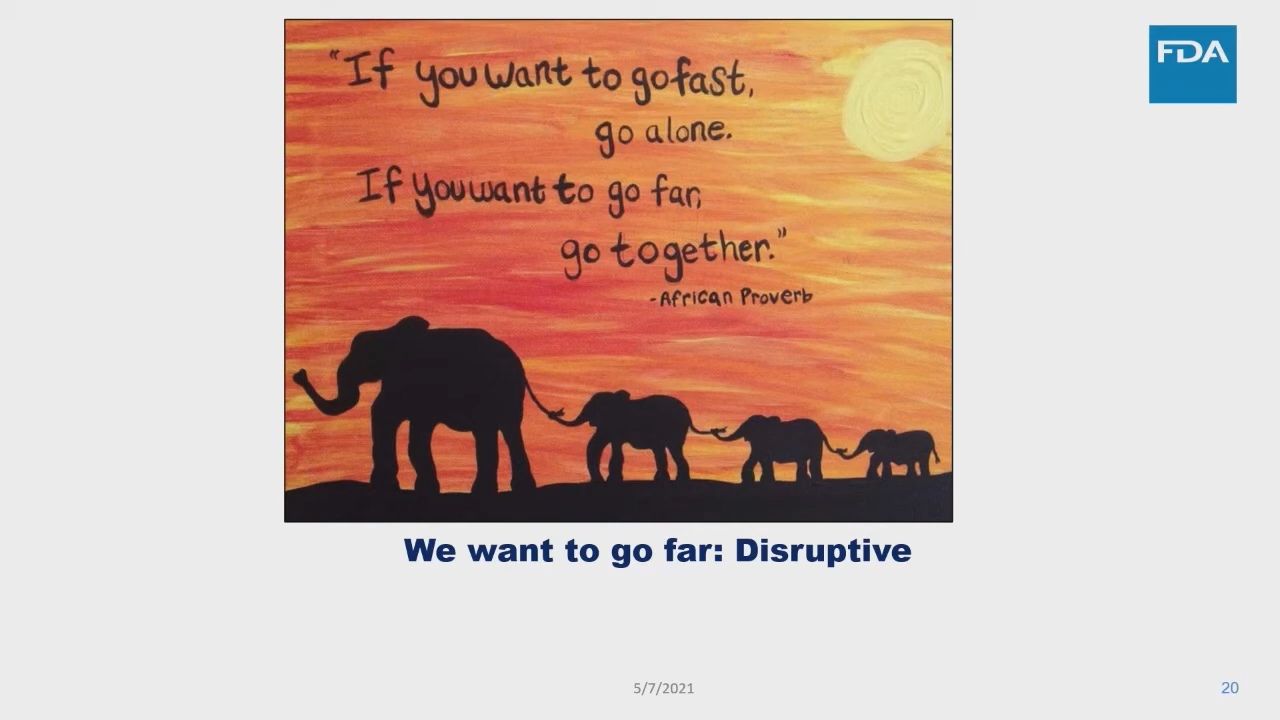 FDA
"If you want to go fast,
go alone.
If you want to go far,
go together."
-African Proverb
We want to go far: Disruptive
5/7/2021
20